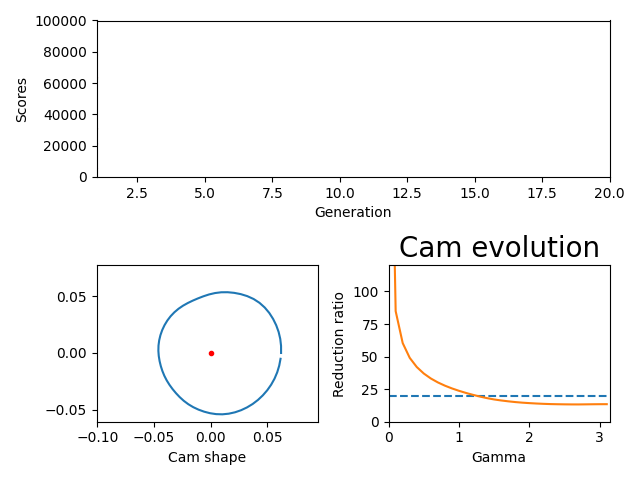 100000
80000
60000
40000
20000
0
Scores
2.5 5.0 7.5 10.0 12.5 15.0 17.5 20.0
Generation
0.05
0.00
−0.05
−0.10 −0.05 0.00 0.05
Cam shape
Cam evolution
100
75
50
25
0
Reduction ratio
0 1 2 3
Gamma